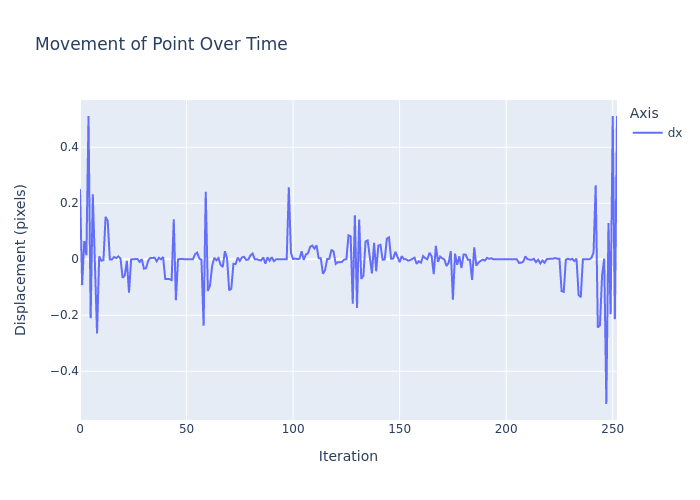 Movement of Point Over Time
Axis
dx
Displacement (pixels)
0.4
0.2
0
−0.2
−0.4
0
50
100
150
200
250
Iteration